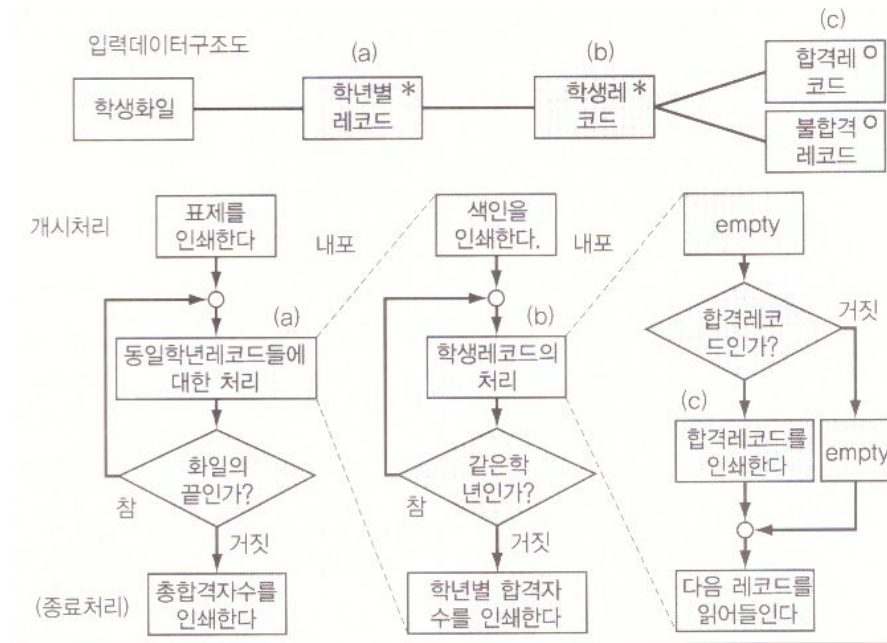 입력데이터구조도
(a)
(b)
(c)
학생화일
학년별 *
레코드
학생레 *
코드
합격레 ○
코드
불합격 ○
레코드
개시처리
표제를
인쇄한다
내포
색인을
인쇄한다.
내포
empty
(a)
동일학년레코드들에
대한 처리
(b)
학생레코드의
처리
합격레코
드인가?
거짓
(c)
합격레코드를
인쇄한다
empty
화일의
끝인가?
참
거짓
같은학
년인가?
참
거짓
(종료처리)
총합격자수를
인쇄한다
학년별 합격자
수를 인쇄한다
다음 레코드를
읽어들인다